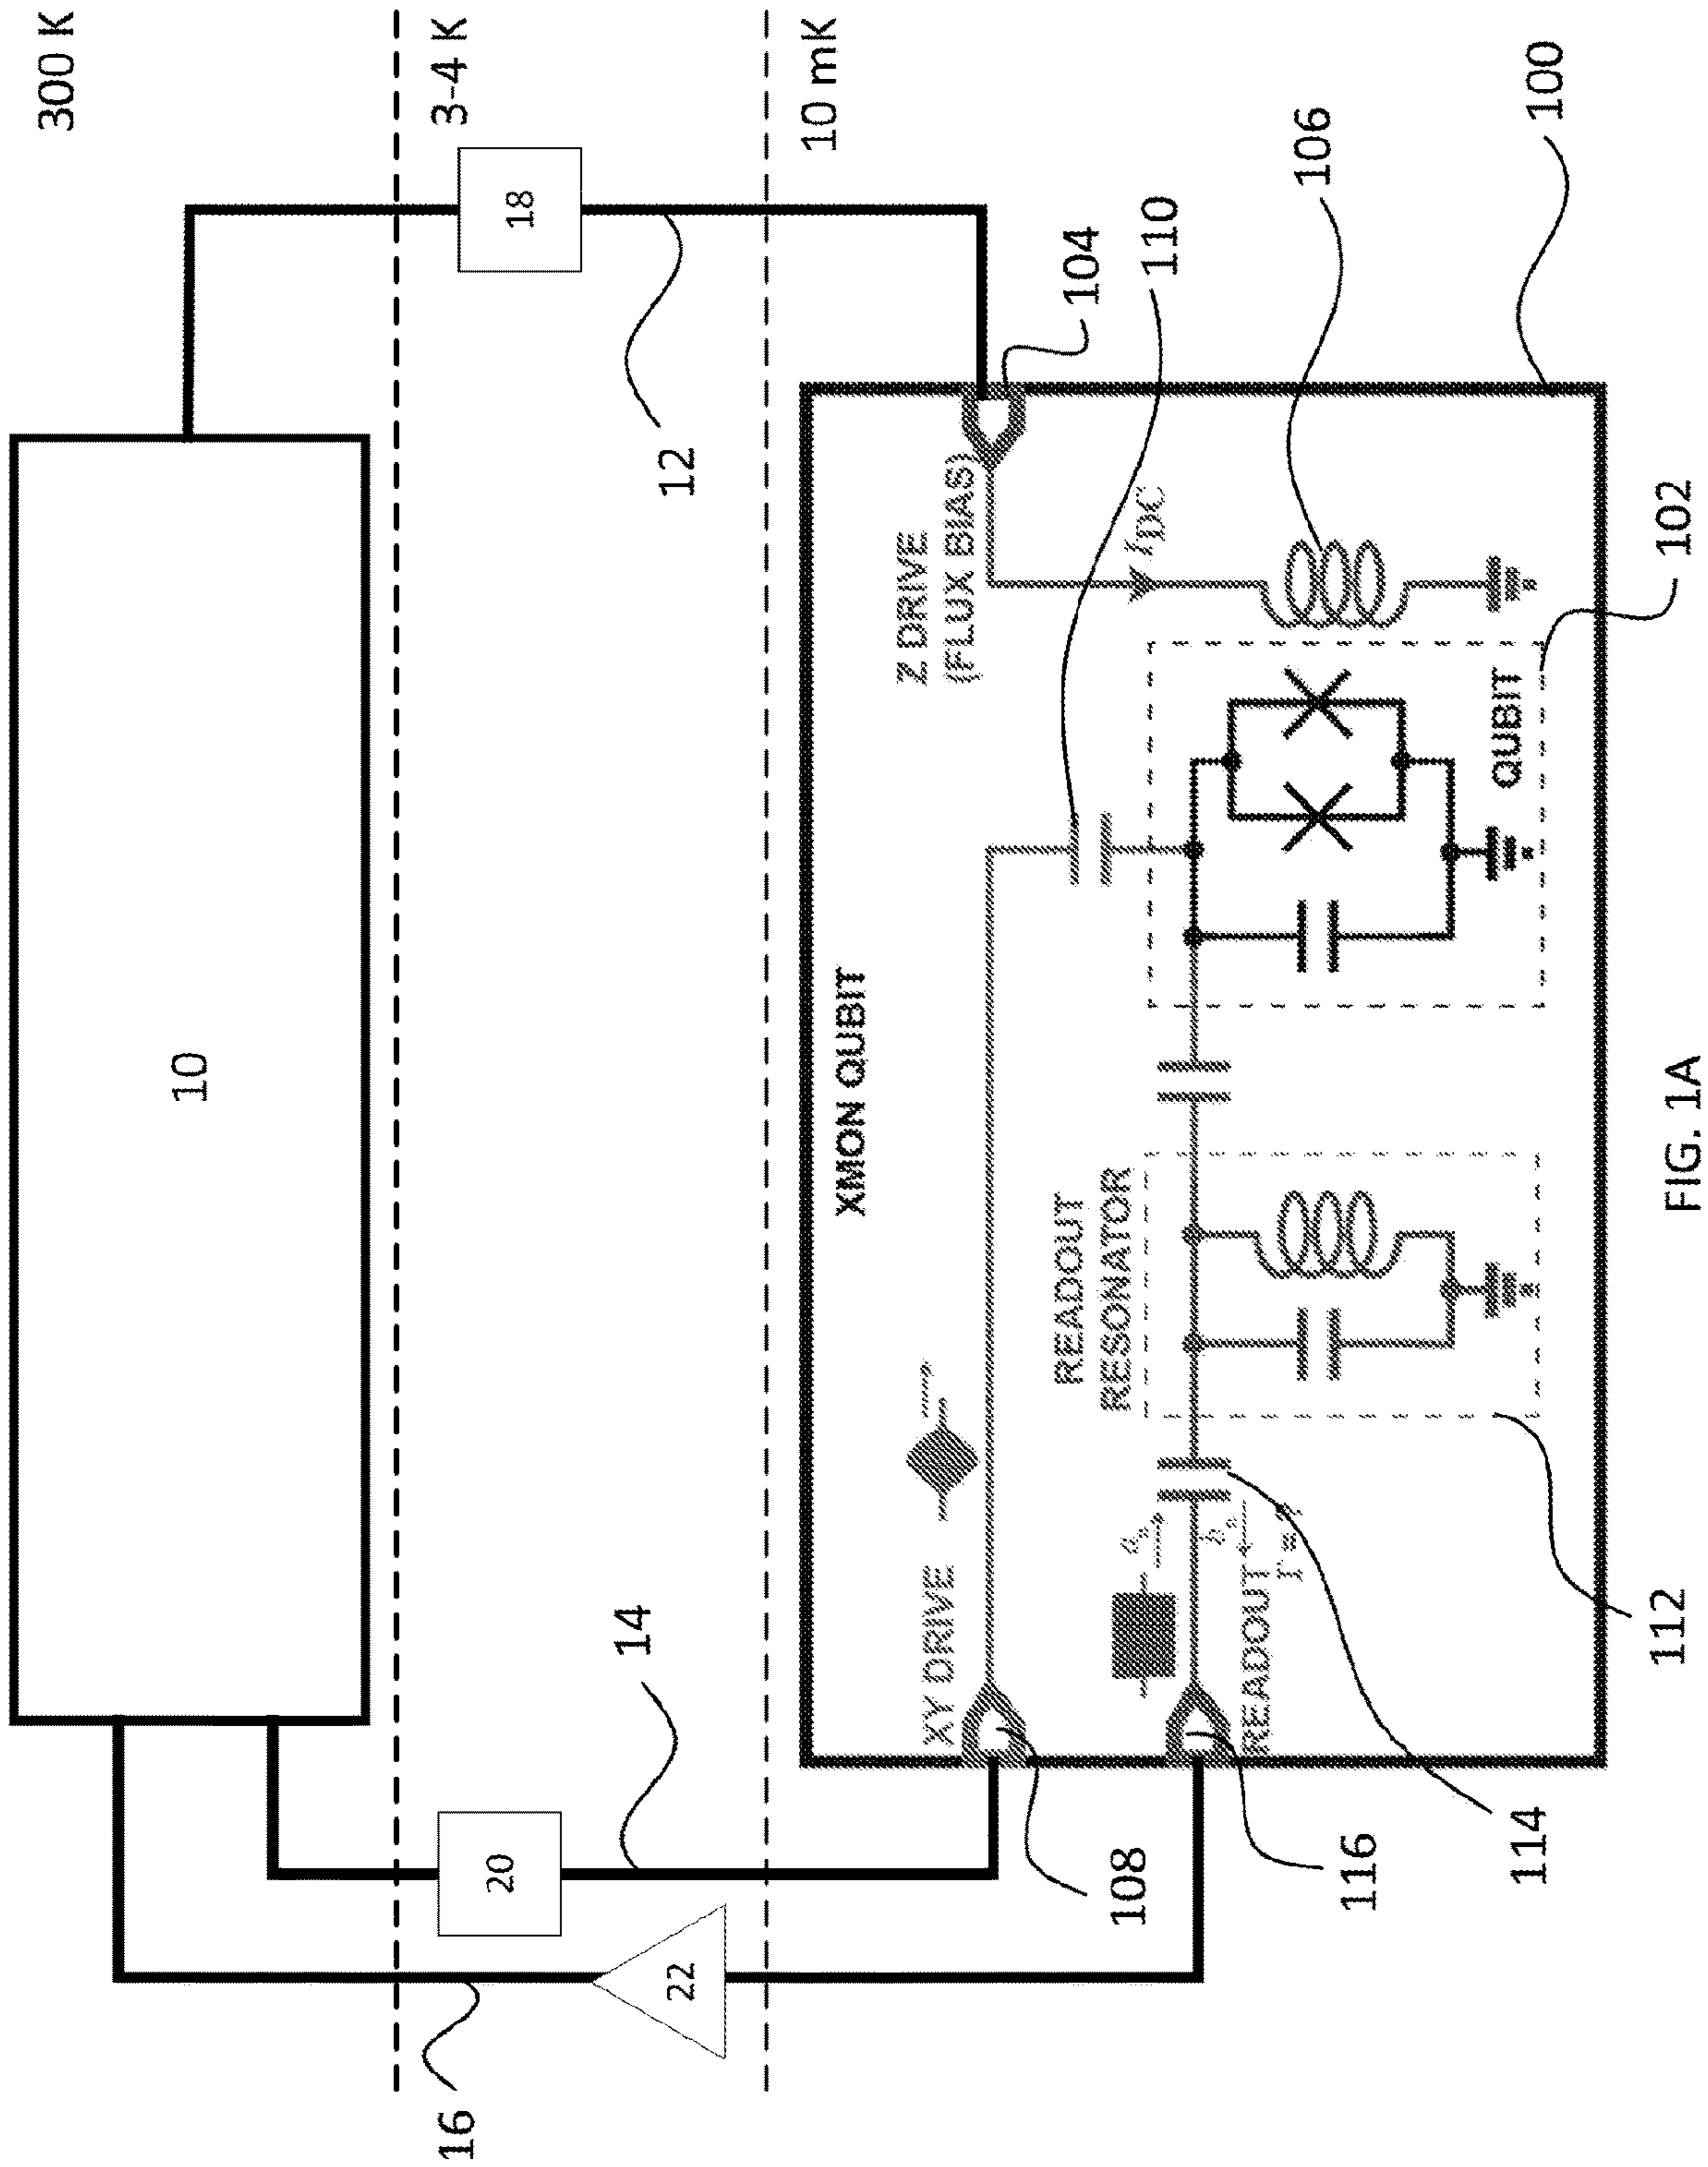 300 K
10
3-4 K
16
20
18
14
12
22
10 mK
XMON QUBIT
XY DRIVE
Z DRIVE
(FLUX BIAS)
READOUT
RESONATOR
104
108
110
I_DC
READOUT
106
116
QUBIT
114
100
112
102
FIG. 1A